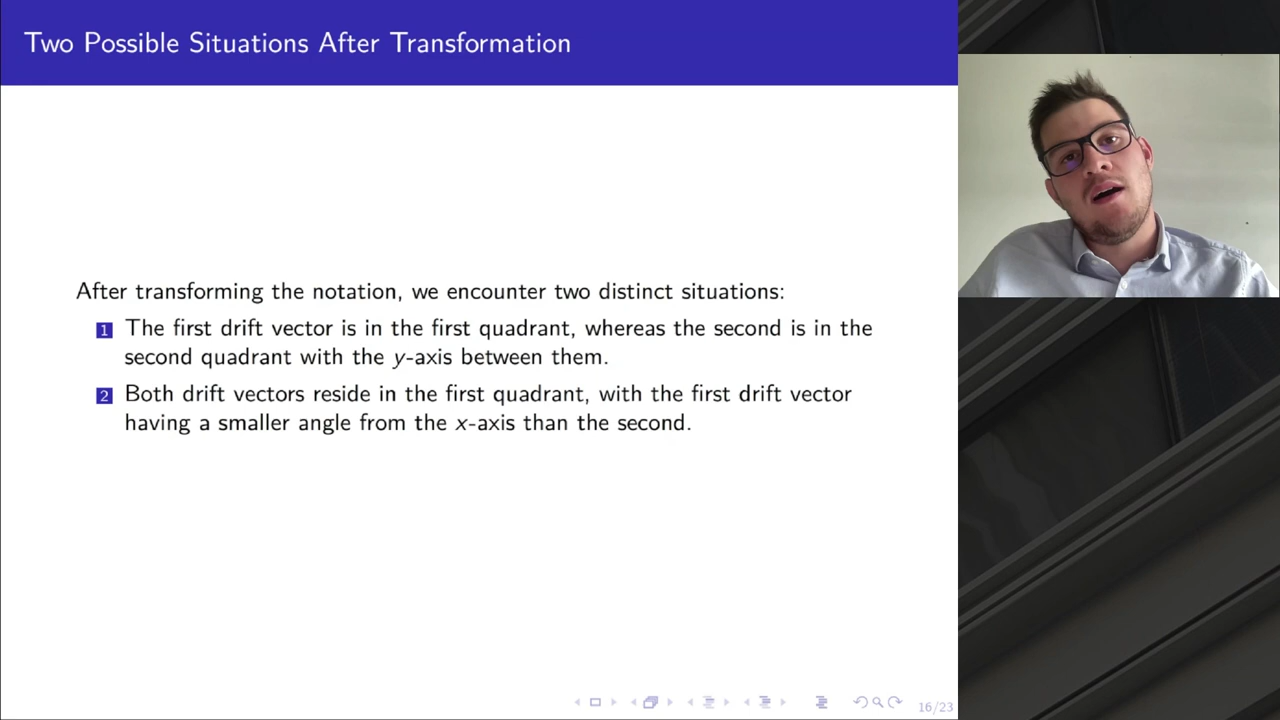 Two Possible Situations After Transformation
After transforming the notation, we encounter two distinct situations:
1 The first drift vector is in the first quadrant, whereas the second is in the
second quadrant with the y-axis between them.
2 Both drift vectors reside in the first quadrant, with the first drift vector
having a smaller angle from the x-axis than the second.
16/23